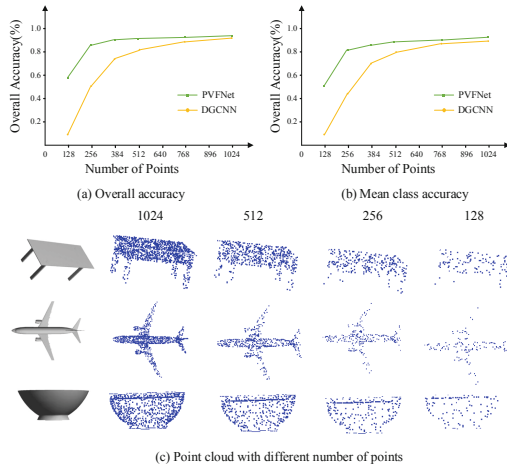 Overall Accuracy(%)
1.0
0.8
0.6
0.4
0.2
0 128 256 384 512 640 768 896 1024
Number of Points
PVFNet
DGCNN
(a) Overall accuracy
Overall Accuracy(%)
1.0
0.8
0.6
0.4
0.2
0 128 256 384 512 640 768 896 1024
Number of Points
PVFNet
DGCNN
(b) Mean class accuracy
1024 512 256 128
(c) Point cloud with different number of points